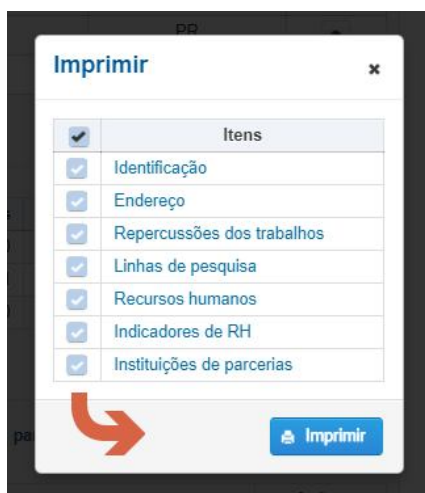 PR
Imprimir
Itens
Identificação
Endereço
Repercussões dos trabalhos
Linhas de pesquisa
Recursos humanos
Indicadores de RH
Instituições de parcerias
Imprimir